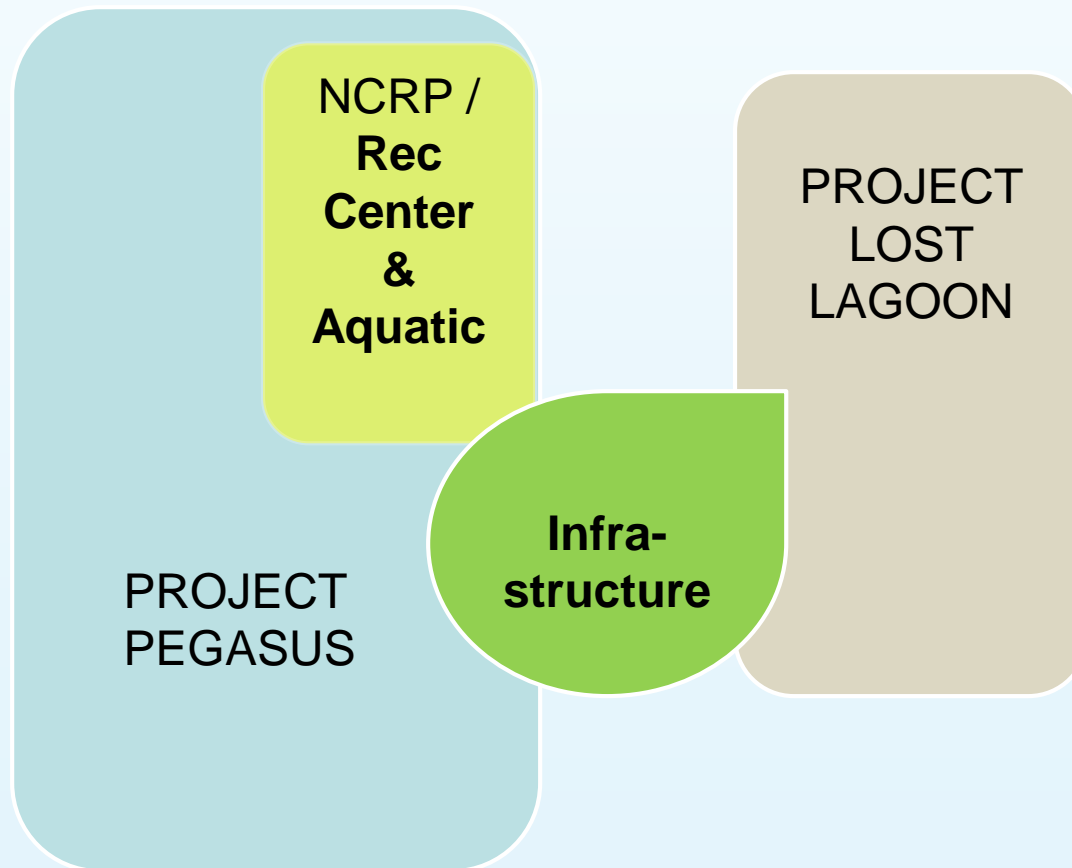 NCRP /
Rec
Center
&
Aquatic
PROJECT
LOST
LAGOON
Infra-
structure
PROJECT
PEGASUS